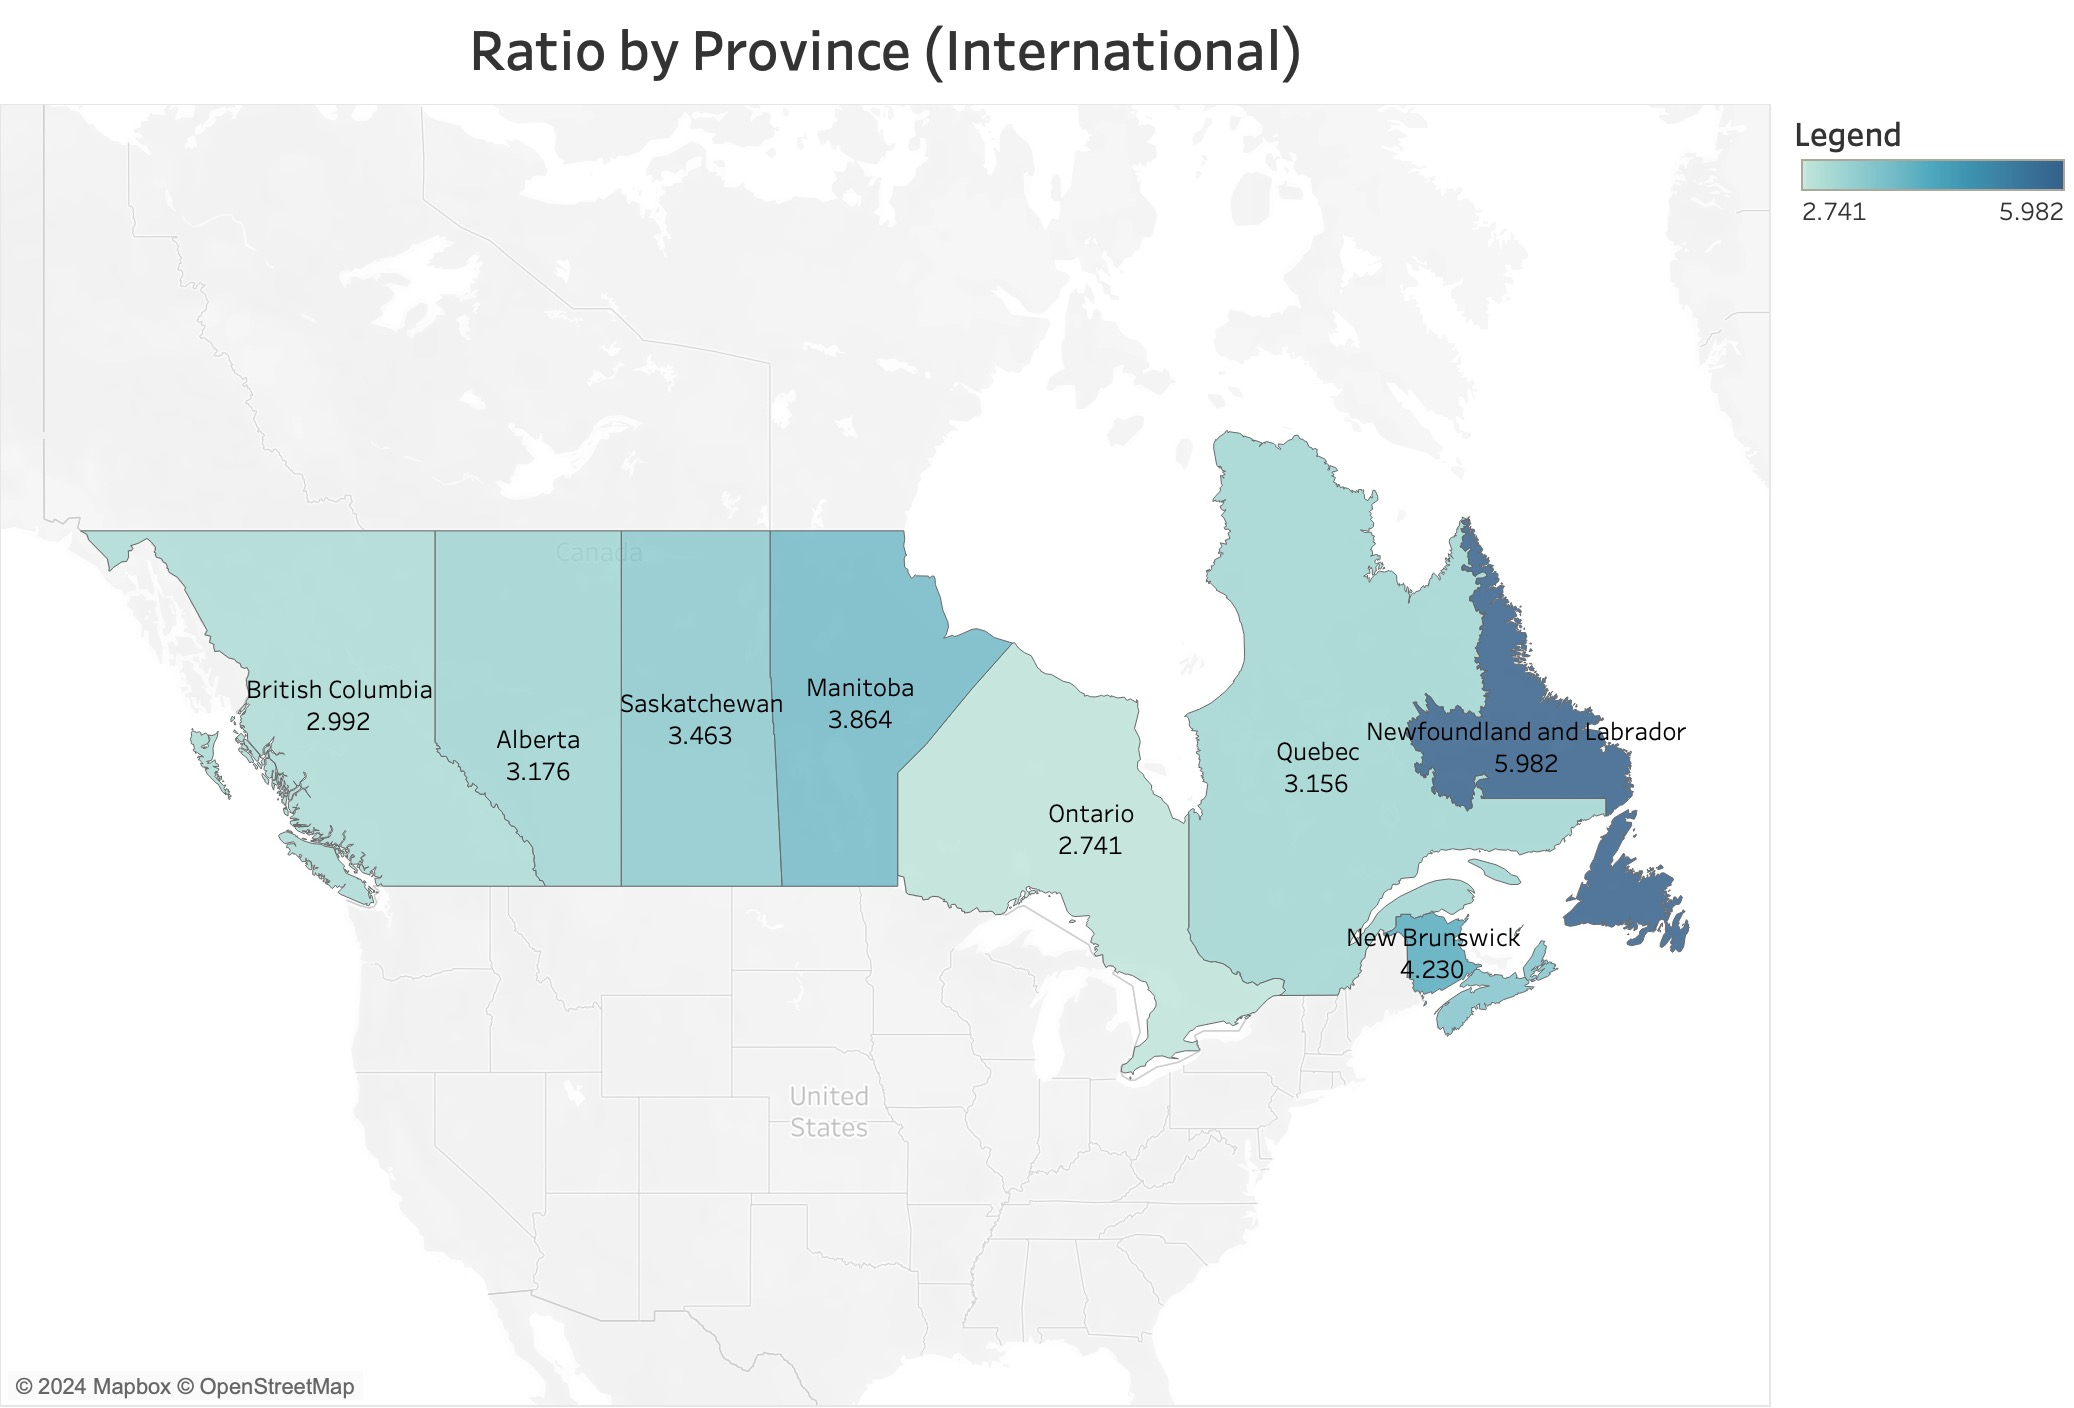 Ratio by Province (International)
Legend
2.741 5.982
Canada
British Columbia
2.992
Alberta
3.176
Saskatchewan
3.463
Manitoba
3.864
Ontario
2.741
Quebec
3.156
Newfoundland and Labrador
5.982
New Brunswick
4.230
United
States
© 2024 Mapbox © OpenStreetMap